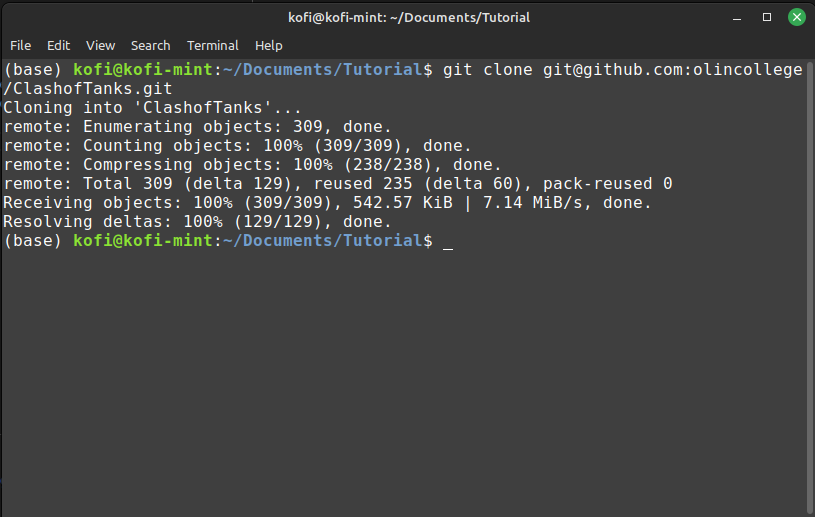 kofi@kofi-mint: ~/Documents/Tutorial
File Edit View Search Terminal Help
(base) kofi@kofi-mint:~/Documents/Tutorial$ git clone git@github.com:olincollege
/ClashofTanks.git
Cloning into 'ClashofTanks'...
remote: Enumerating objects: 309, done.
remote: Counting objects: 100% (309/309), done.
remote: Compressing objects: 100% (238/238), done.
remote: Total 309 (delta 129), reused 235 (delta 60), pack-reused 0
Receiving objects: 100% (309/309), 542.57 KiB | 7.14 MiB/s, done.
Resolving deltas: 100% (129/129), done.
(base) kofi@kofi-mint:~/Documents/Tutorial$ _